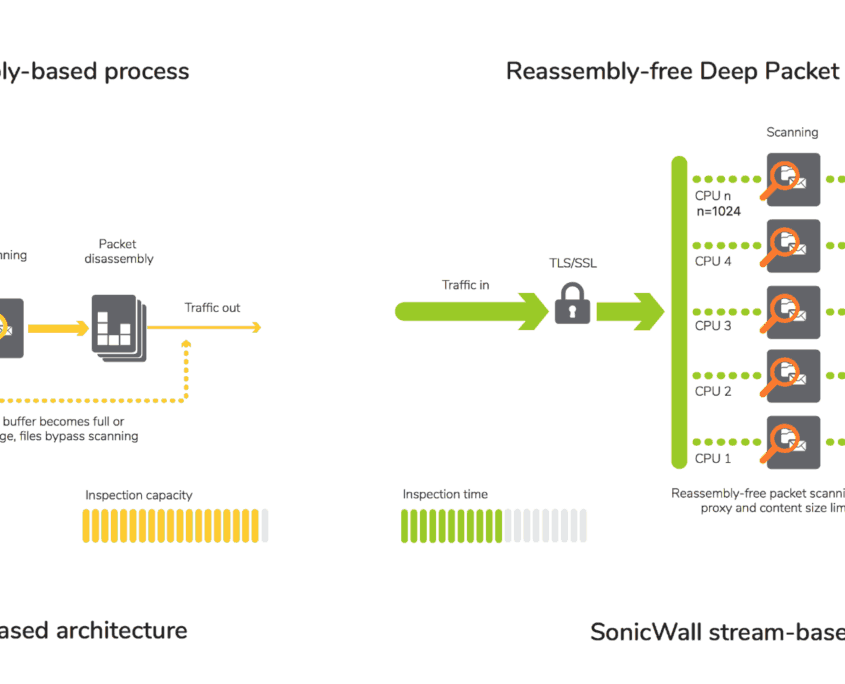 ly-based process
Reassembly-free Deep Packet
Scanning
CPU n
n=1024
nning
Packet
disassembly
TLS/SSL
CPU 4
Traffic in
Traffic out
CPU 3
CPU 2
buffer becomes full or
ge, files bypass scanning
CPU 1
Inspection capacity
Inspection time
Reassembly-free packet scanni
proxy and content size lim
ased architecture
SonicWall stream-base